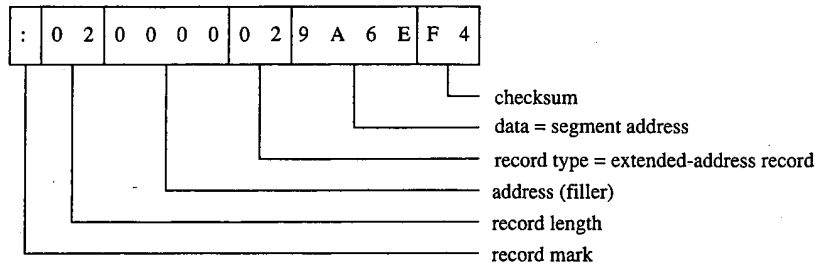 : 0 2 0 0 0 0 0 2 9 A 6 E F 4
checksum
data = segment address
record type = extended-address record
address (filler)
record length
record mark